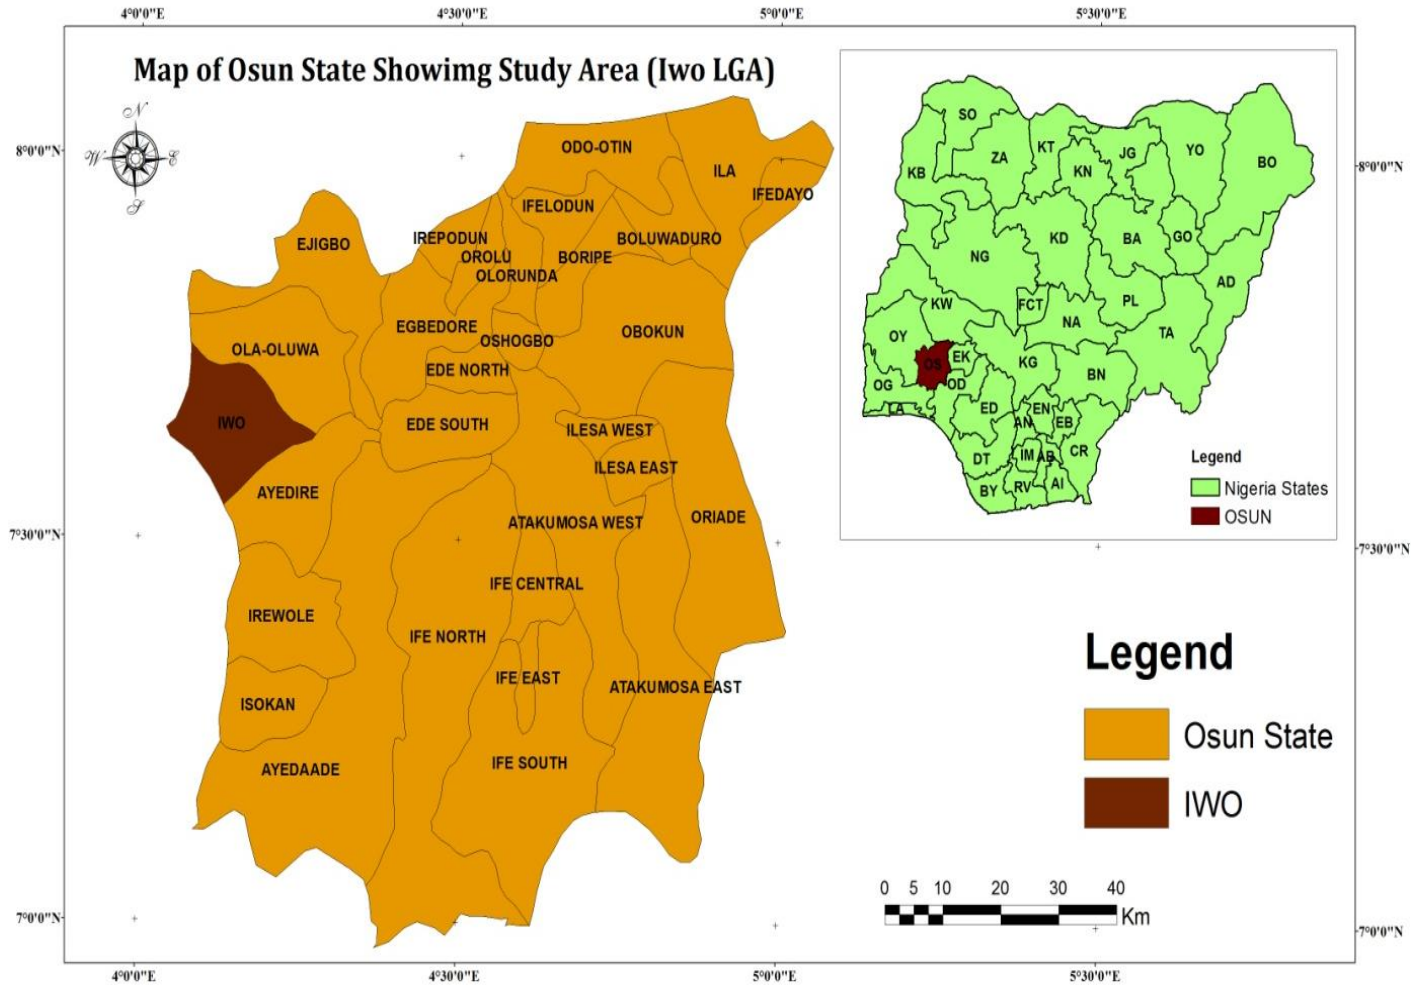 4°0'0"E 4°30'0"E 5°0'0"E 5°30'0"E
Map of Osun State Showimg Study Area (Iwo LGA)
N
W E
S
8°0'0"N
7°30'0"N
7°0'0"N
ODO-OTIN
ILA
IFEDAYO
IFELODUN
EJIGBO
IREPODUN
BOLUWADURO
OROLU
BORIPE
OLORUNDA
EGBEDORE
OBOKUN
OSHOGBO
OLA-OLUWA
EDE NORTH
IWO
EDE SOUTH
ILESA WEST
ILESA EAST
AYEDIRE
ATAKUMOSA WEST
ORIADE
IFE CENTRAL
IREWOLE
IFE NORTH
IFE EAST
ATAKUMOSA EAST
ISOKAN
IFE SOUTH
AYEDAADE
SO
KT
JG
YO
ZA
BO
KB
KN
KD
BA
GO
NG
AD
KW
FCT
PL
NA
TA
OY
OS
EK
KG
BN
OG
OD
LA
ED
EN
AN
EB
CR
DT
IM
AB
BY
RV
AI
Legend
Nigeria States
OSUN
8°0'0"N
7°30'0"N
7°0'0"N
Legend
Osun State
IWO
0 5 10 20 30 40
Km
4°0'0"E 4°30'0"E 5°0'0"E 5°30'0"E